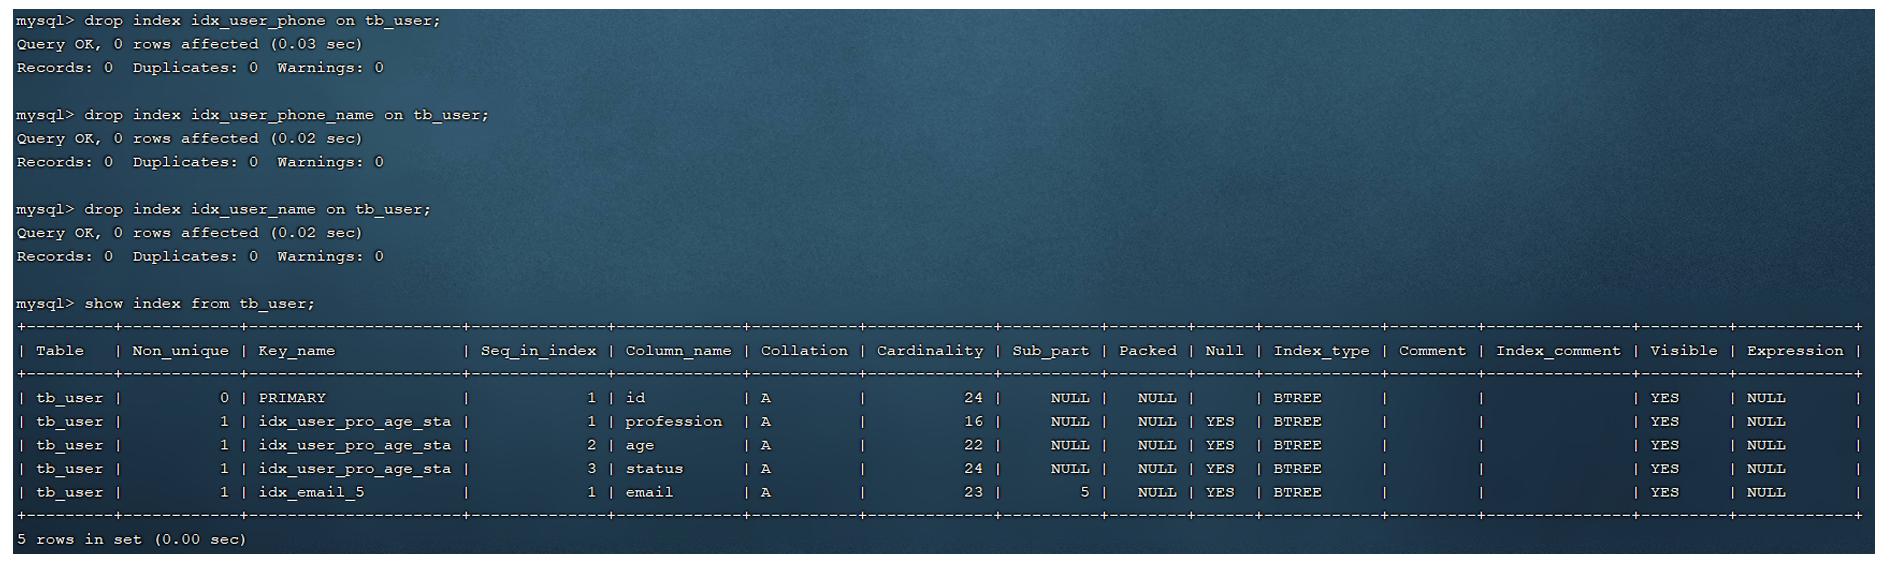 mysql> drop index idx_user_phone on tb_user;
Query OK, 0 rows affected (0.03 sec)
Records: 0  Duplicates: 0  Warnings: 0

mysql> drop index idx_user_phone_name on tb_user;
Query OK, 0 rows affected (0.02 sec)
Records: 0  Duplicates: 0  Warnings: 0

mysql> drop index idx_user_name on tb_user;
Query OK, 0 rows affected (0.02 sec)
Records: 0  Duplicates: 0  Warnings: 0

mysql> show index from tb_user;
+---------+------------+----------------------+--------------+-------------+-----------+-------------+----------+--------+------+------------+---------+---------------+---------+------------+
| Table   | Non_unique | Key_name             | Seq_in_index | Column_name | Collation | Cardinality | Sub_part | Packed | Null | Index_type | Comment | Index_comment | Visible | Expression |
+---------+------------+----------------------+--------------+-------------+-----------+-------------+----------+--------+------+------------+---------+---------------+---------+------------+
| tb_user |          0 | PRIMARY              |            1 | id          | A         |          24 |     NULL |   NULL |      | BTREE      |         |               | YES     | NULL       |
| tb_user |          1 | idx_user_pro_age_sta |            1 | profession  | A         |          16 |     NULL |   NULL | YES  | BTREE      |         |               | YES     | NULL       |
| tb_user |          1 | idx_user_pro_age_sta |            2 | age         | A         |          22 |     NULL |   NULL | YES  | BTREE      |         |               | YES     | NULL       |
| tb_user |          1 | idx_user_pro_age_sta |            3 | status      | A         |          24 |     NULL |   NULL | YES  | BTREE      |         |               | YES     | NULL       |
| tb_user |          1 | idx_email_5          |            1 | email       | A         |          23 |        5 |   NULL | YES  | BTREE      |         |               | YES     | NULL       |
+---------+------------+----------------------+--------------+-------------+-----------+-------------+----------+--------+------+------------+---------+---------------+---------+------------+
5 rows in set (0.00 sec)